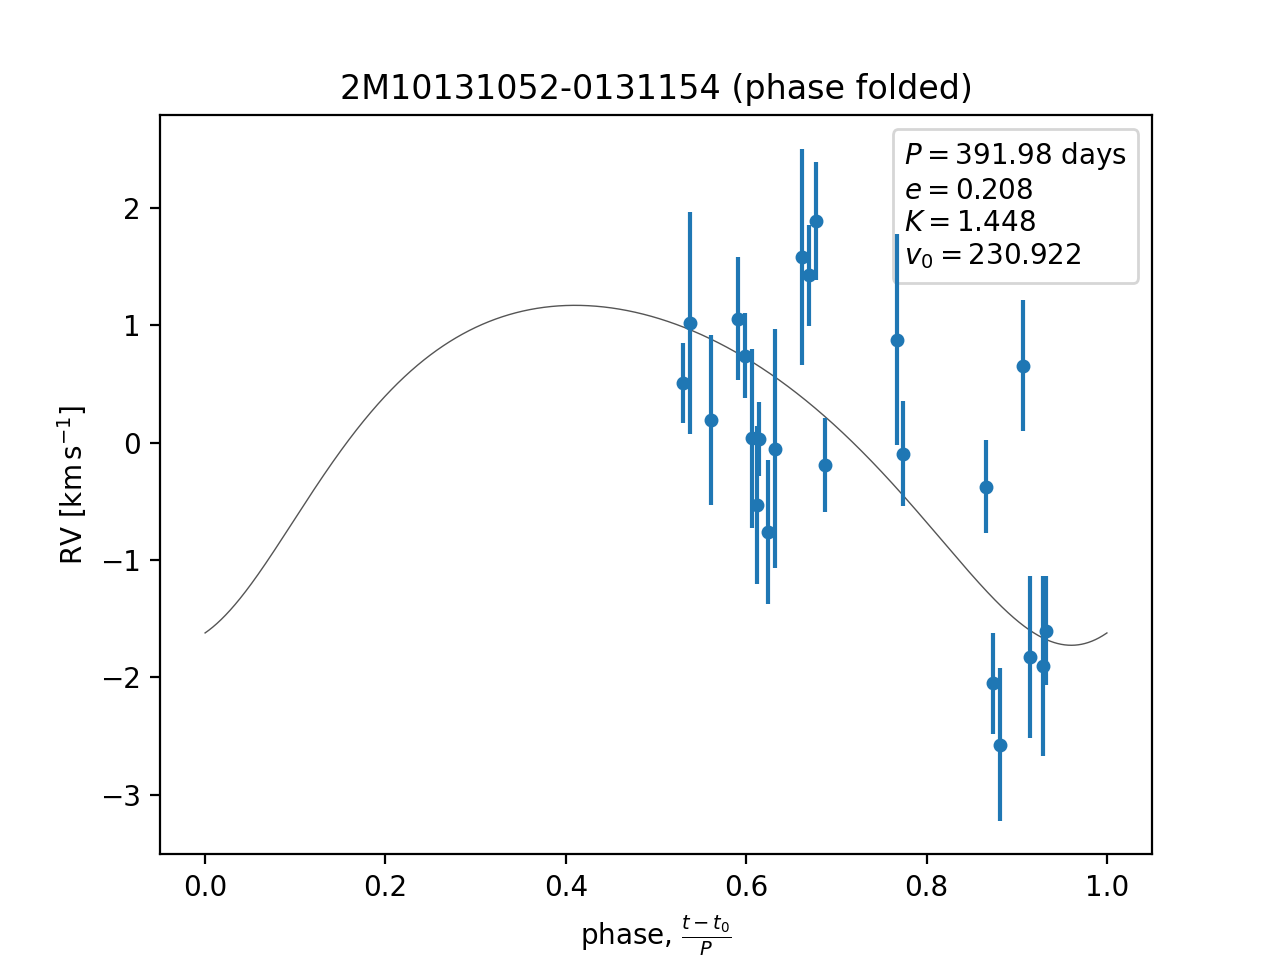 2M10131052-0131154 (phase folded)
P = 391.98 days
e = 0.208
K = 1.448
v₀ = 230.922
2
1
0
−1
−2
−3
RV [km s⁻¹]
0.0 0.2 0.4 0.6 0.8 1.0
phase, (t − t₀)/P